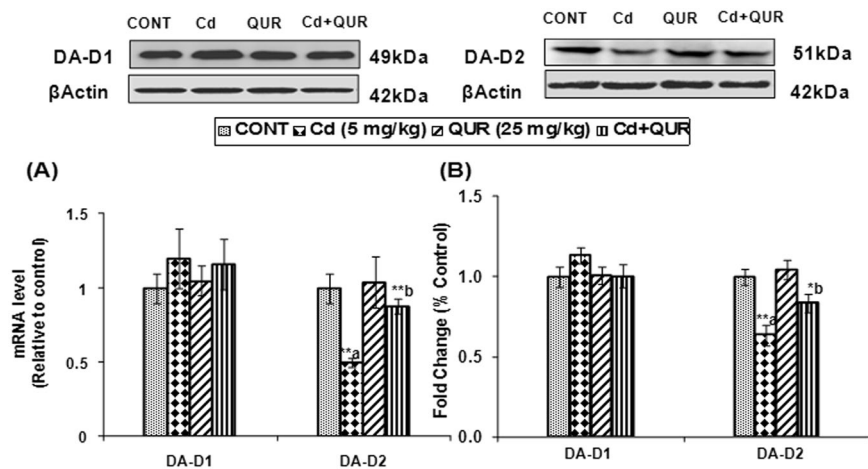 CONT Cd QUR Cd+QUR
DA-D1 49kDa
βActin 42kDa
CONT Cd QUR Cd+QUR
DA-D2 51kDa
βActin 42kDa
CONT Cd (5 mg/kg) QUR (25 mg/kg) Cd+QUR
(A)
mRNA level
(Relative to control)
1.5
1
0.5
0
**a
**b
DA-D1 DA-D2
(B)
Fold Change (% Control)
1.5
1.0
0.5
0.0
**a
*b
DA-D1 DA-D2